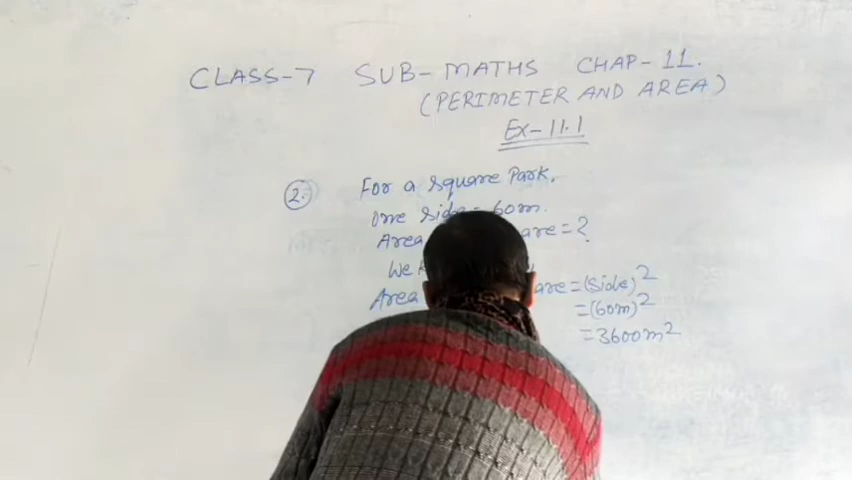 CLASS-7 SUB-MATHS CHAP-11.
(PERIMETER AND AREA)
Ex-11.1
2. For a square Park.
One side = 60m.
Area are = ?
We
Area are = (side)²
= (60m)²
= 3600m²